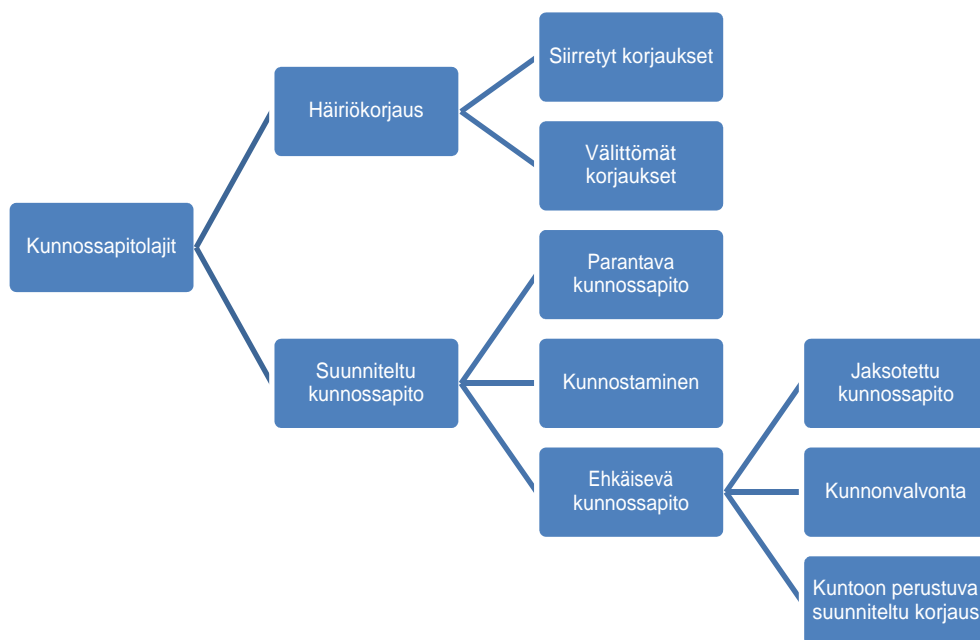 Kunnossapitolajit
Häiriökorjaus
Siirretyt korjaukset
Välittömät
korjaukset
Suunniteltu
kunnossapito
Parantava
kunnossapito
Kunnostaminen
Ehkäisevä
kunnossapito
Jaksotettu
kunnossapito
Kunnonvalvonta
Kuntoon perustuva
suunniteltu korjaus